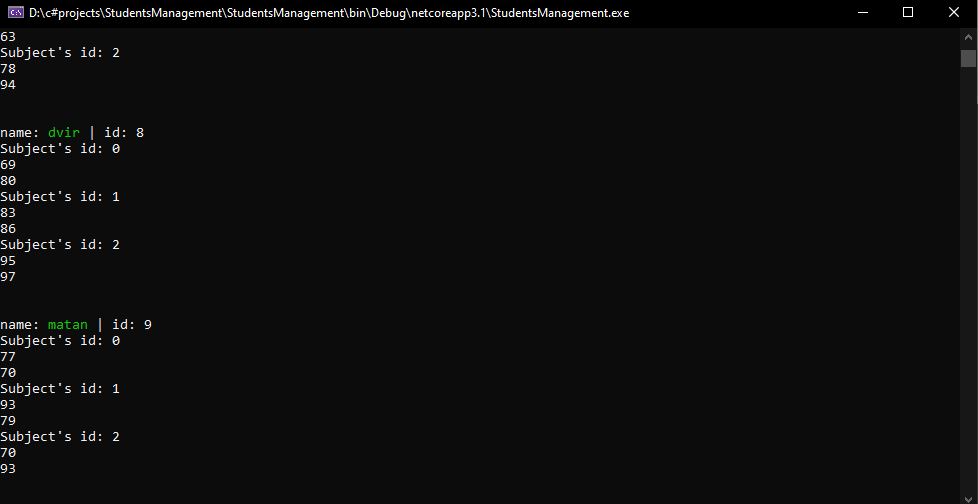 D:\c#projects\StudentsManagement\StudentsManagement\bin\Debug\netcoreapp3.1\StudentsManagement.exe
63
Subject's id: 2
78
94
name: dvir | id: 8
Subject's id: 0
69
80
Subject's id: 1
83
86
Subject's id: 2
95
97
name: matan | id: 9
Subject's id: 0
77
70
Subject's id: 1
93
79
Subject's id: 2
70
93